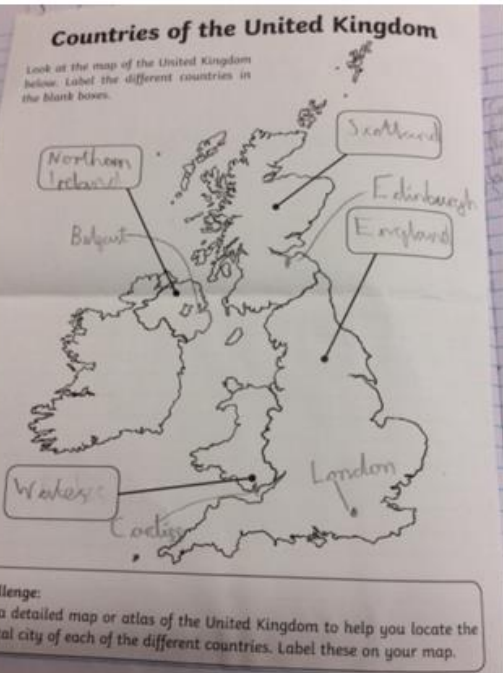 Countries of the United Kingdom
Look at the map of the United Kingdom
below. Label the different countries in
the blank boxes.
Scotland
Northern
Ireland
Edinburgh
England
London
Wales
llenge:
a detailed map or atlas of the United Kingdom to help you locate the
tal city of each of the different countries. Label these on your map.